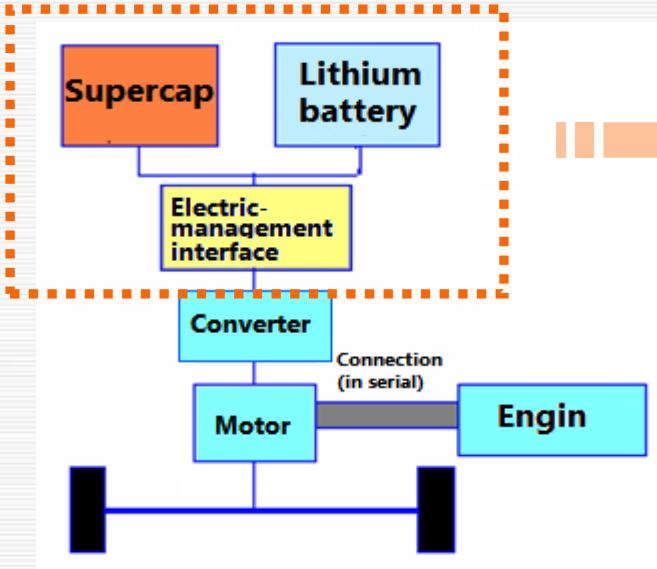 Supercap
Lithium
battery
Electric-
management
interface
Converter
Connection
(in serial)
Motor
Engin